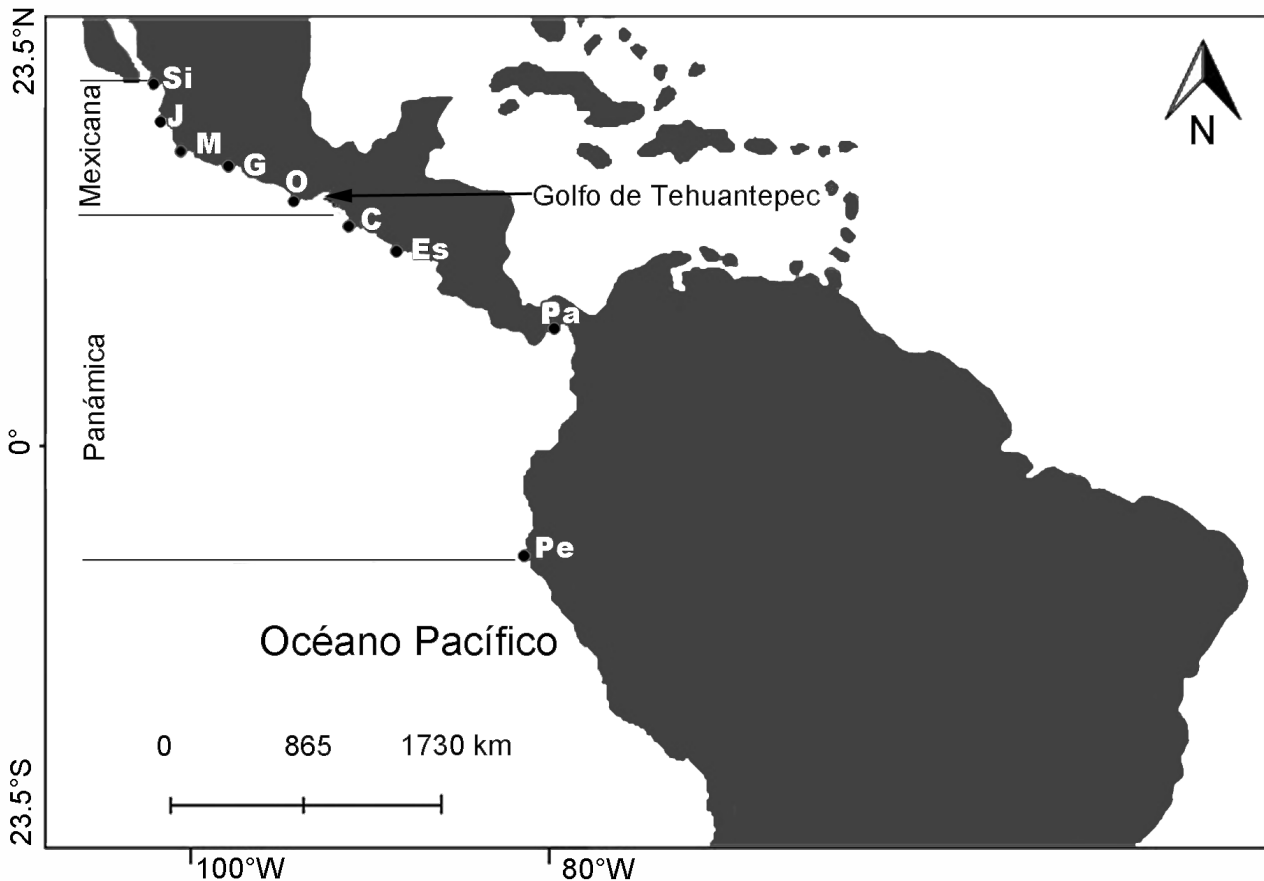 23.5°N
Si
J
N
Mexicana
M
G
O
Golfo de Tehuantepec
C
Es
Pa
Panámica
0°
Pe
Océano Pacífico
0 865 1730 km
23.5°S
100°W 80°W